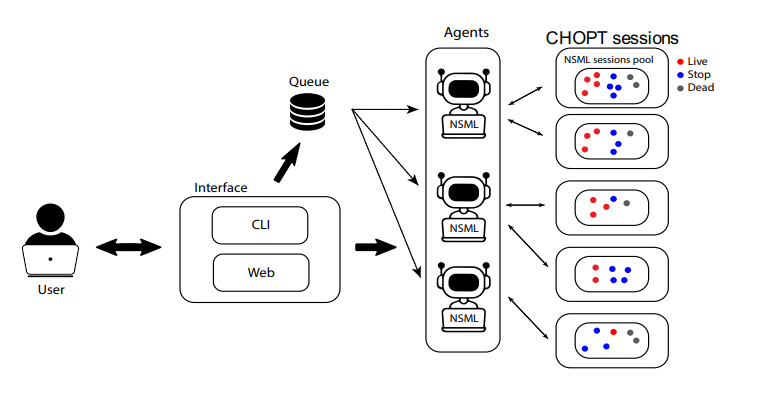 Agents
CHOPT sessions
NSML sessions pool
Live
Stop
Dead
Queue
NSML
Interface
CLI
NSML
Web
User
NSML